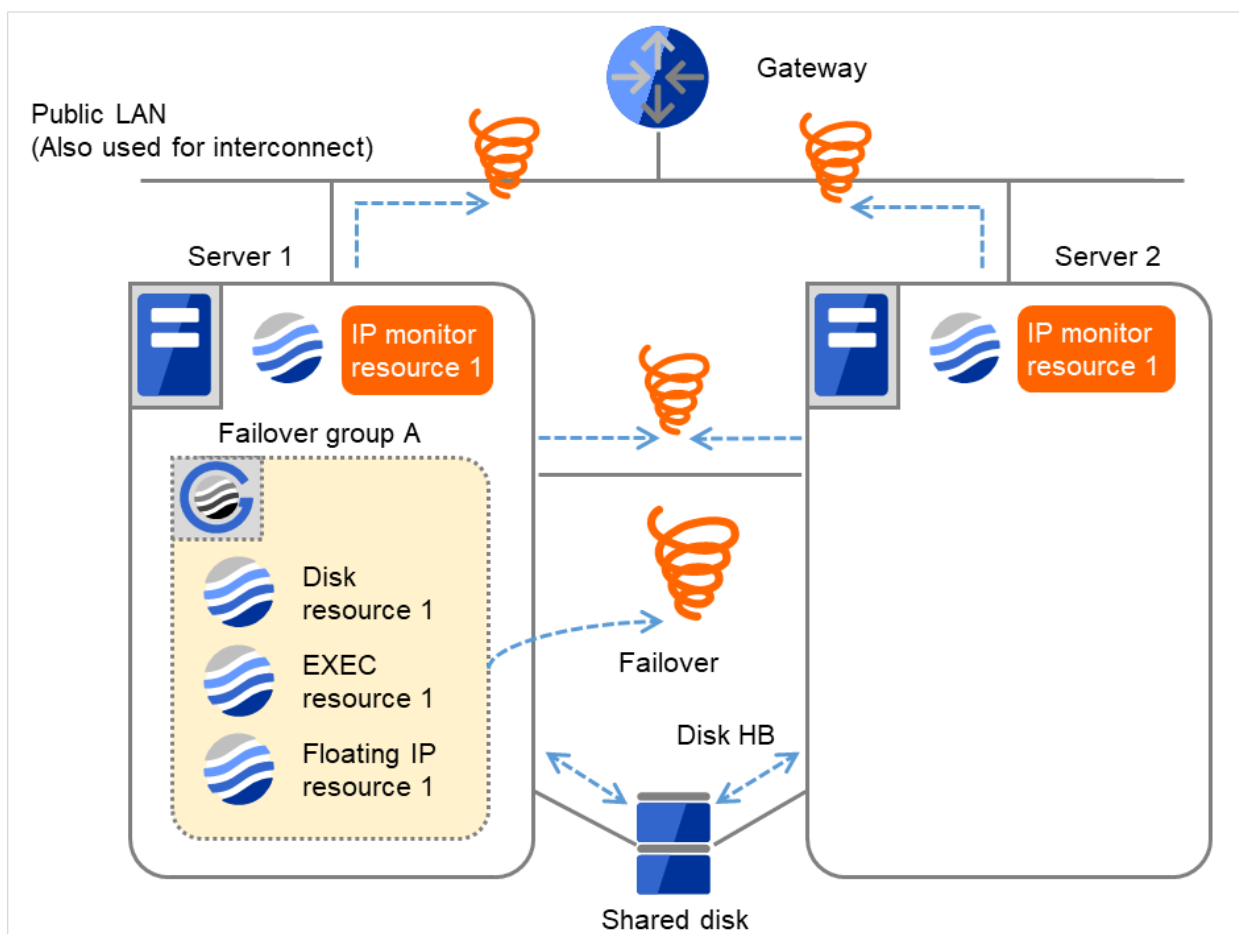 Gateway
Public LAN
(Also used for interconnect)
Server 1
Server 2
IP monitor
resource 1
IP monitor
resource 1
Failover group A
Disk
resource 1
EXEC
resource 1
Floating IP
resource 1
Failover
Disk HB
Shared disk